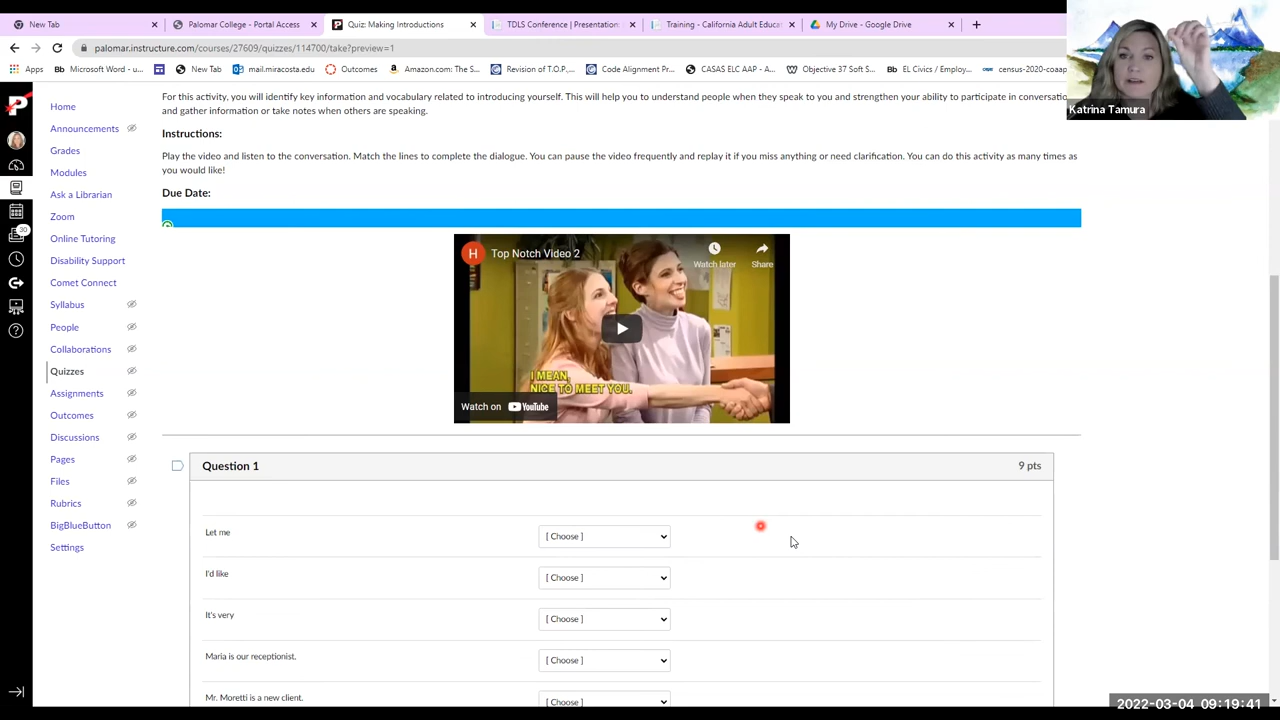 New Tab
Palomar College - Portal Access
Quiz: Making Introductions
TDLS Conference | Presentation:
Training - California Adult Educa
My Drive - Google Drive
palomar.instructure.com/courses/27609/quizzes/114700/take?preview=1
Apps
Bb Microsoft Word - u...
New Tab
mail.miracosta.edu
Outcomes
Amazon.com: The S...
Revision of T.O.P....
Code Alignment Pr...
CASAS ELC AAP - A...
Objective 37 Soft S...
Bb EL Civics / Employ...
census-2020-coaap
Katrina Tamura
For this activity, you will identify key information and vocabulary related to introducing yourself. This will help you to understand people when they speak to you and strengthen your ability to participate in conversatio
and gather information or take notes when others are speaking.
Instructions:
Play the video and listen to the conversation. Match the lines to complete the dialogue. You can pause the video frequently and replay it if you miss anything or need clarification. You can do this activity as many times as
you would like!
Due Date:
Home
Announcements
Grades
Modules
Ask a Librarian
Zoom
Online Tutoring
30
Disability Support
Comet Connect
Syllabus
People
Collaborations
Quizzes
Assignments
Outcomes
Discussions
Pages
Files
Rubrics
BigBlueButton
Settings
H
Top Notch Video 2
Watch later
Share
I MEAN,
NICE TO MEET YOU.
Watch on YouTube
Question 1
9 pts
Let me
[ Choose ]
I'd like
[ Choose ]
It's very
[ Choose ]
Maria is our receptionist.
[ Choose ]
Mr. Moretti is a new client.
[ Choose ]
2022-03-04 09:19:41